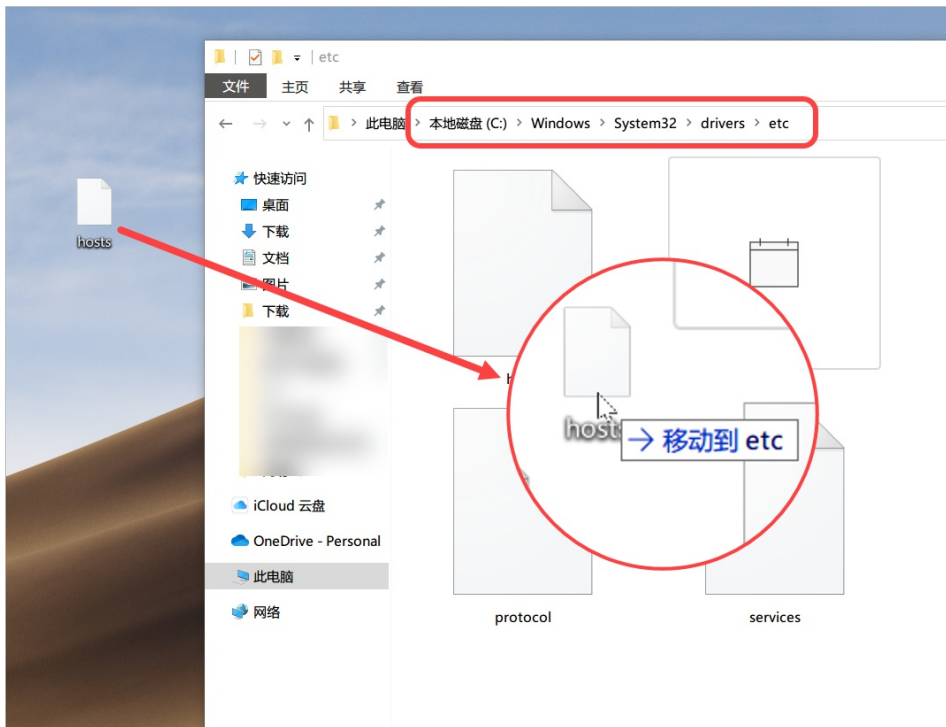 etc
文件 主页 共享 查看
此电脑 > 本地磁盘 (C:) > Windows > System32 > drivers > etc
快速访问
桌面
下载
文档
图片
下载
hosts
hosts
→ 移动到 etc
iCloud 云盘
OneDrive - Personal
此电脑
网络
protocol
services